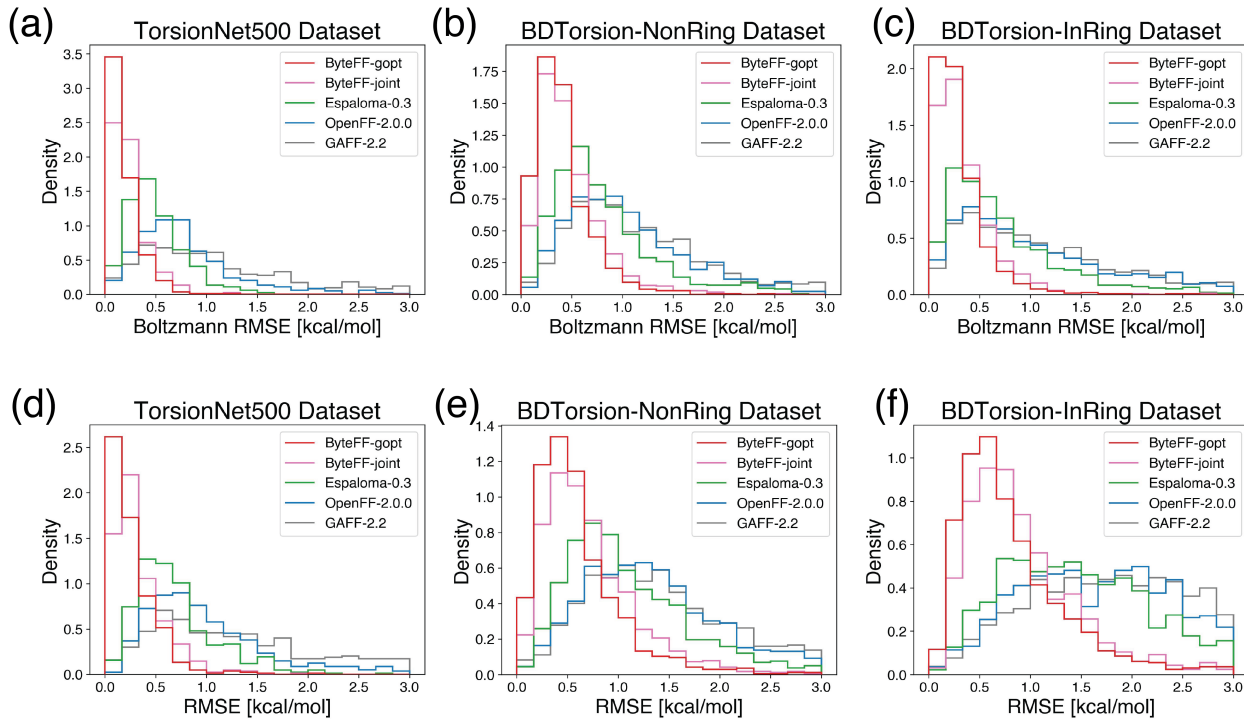 (a)
TorsionNet500 Dataset
3.5
3.0
2.5
2.0
1.5
1.0
0.5
0.0
Density
ByteFF-gopt
ByteFF-joint
Espaloma-0.3
OpenFF-2.0.0
GAFF-2.2
0.0 0.5 1.0 1.5 2.0 2.5 3.0
Boltzmann RMSE [kcal/mol]
(b)
BDTorsion-NonRing Dataset
1.75
1.50
1.25
1.00
0.75
0.50
0.25
0.00
Density
ByteFF-gopt
ByteFF-joint
Espaloma-0.3
OpenFF-2.0.0
GAFF-2.2
0.0 0.5 1.0 1.5 2.0 2.5 3.0
Boltzmann RMSE [kcal/mol]
(c)
BDTorsion-InRing Dataset
2.0
1.5
1.0
0.5
0.0
Density
ByteFF-gopt
ByteFF-joint
Espaloma-0.3
OpenFF-2.0.0
GAFF-2.2
0.0 0.5 1.0 1.5 2.0 2.5 3.0
Boltzmann RMSE [kcal/mol]
(d)
TorsionNet500 Dataset
2.5
2.0
1.5
1.0
0.5
0.0
Density
ByteFF-gopt
ByteFF-joint
Espaloma-0.3
OpenFF-2.0.0
GAFF-2.2
0.0 0.5 1.0 1.5 2.0 2.5 3.0
RMSE [kcal/mol]
(e)
BDTorsion-NonRing Dataset
1.4
1.2
1.0
0.8
0.6
0.4
0.2
0.0
Density
ByteFF-gopt
ByteFF-joint
Espaloma-0.3
OpenFF-2.0.0
GAFF-2.2
0.0 0.5 1.0 1.5 2.0 2.5 3.0
RMSE [kcal/mol]
(f)
BDTorsion-InRing Dataset
1.0
0.8
0.6
0.4
0.2
0.0
Density
ByteFF-gopt
ByteFF-joint
Espaloma-0.3
OpenFF-2.0.0
GAFF-2.2
0.0 0.5 1.0 1.5 2.0 2.5 3.0
RMSE [kcal/mol]